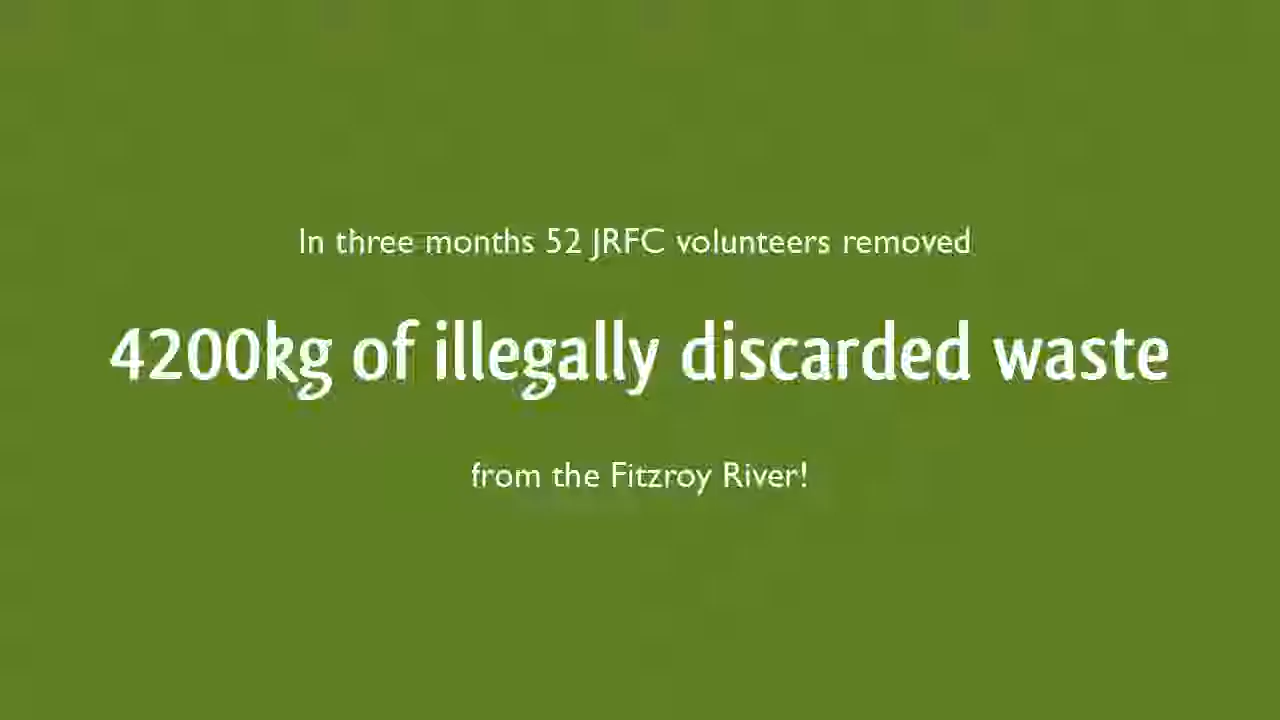 In three months 52 JRFC volunteers removed
4200kg of illegally discarded waste
from the Fitzroy River!